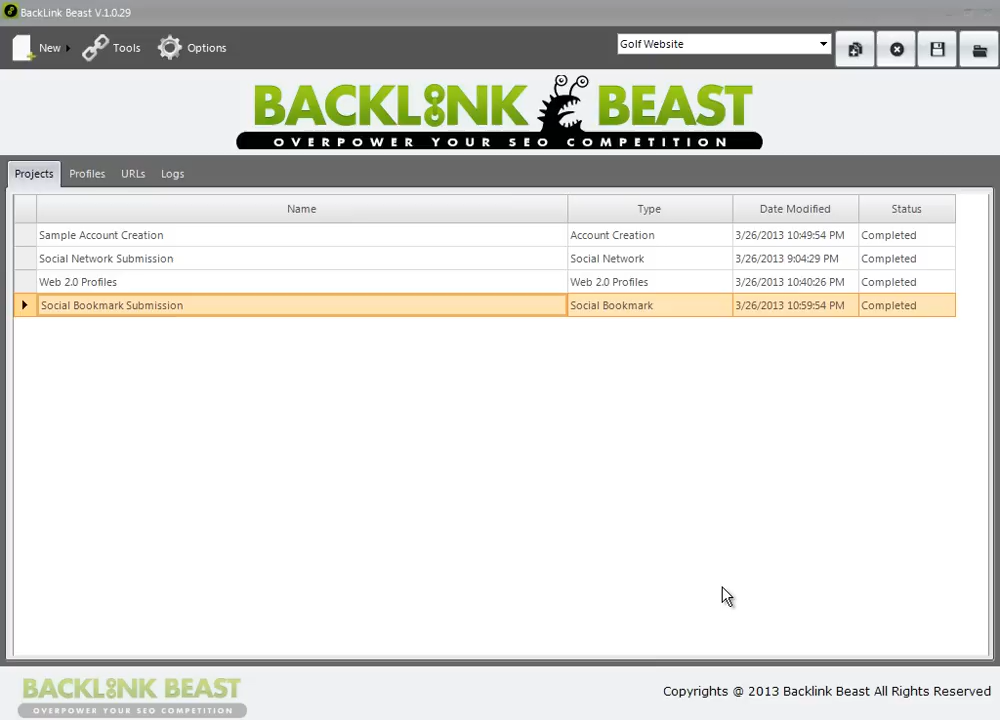 BackLink Beast V.1.0.29
New Tools Options Golf Website
BACKLINK BEAST
OVERPOWER YOUR SEO COMPETITION
Projects Profiles URLs Logs
Name Type Date Modified Status
Sample Account Creation Account Creation 3/26/2013 10:49:54 PM Completed
Social Network Submission Social Network 3/26/2013 9:04:29 PM Completed
Web 2.0 Profiles Web 2.0 Profiles 3/26/2013 10:40:26 PM Completed
Social Bookmark Submission Social Bookmark 3/26/2013 10:59:54 PM Completed
BACKLINK BEAST
OVERPOWER YOUR SEO COMPETITION
Copyrights @ 2013 Backlink Beast All Rights Reserved